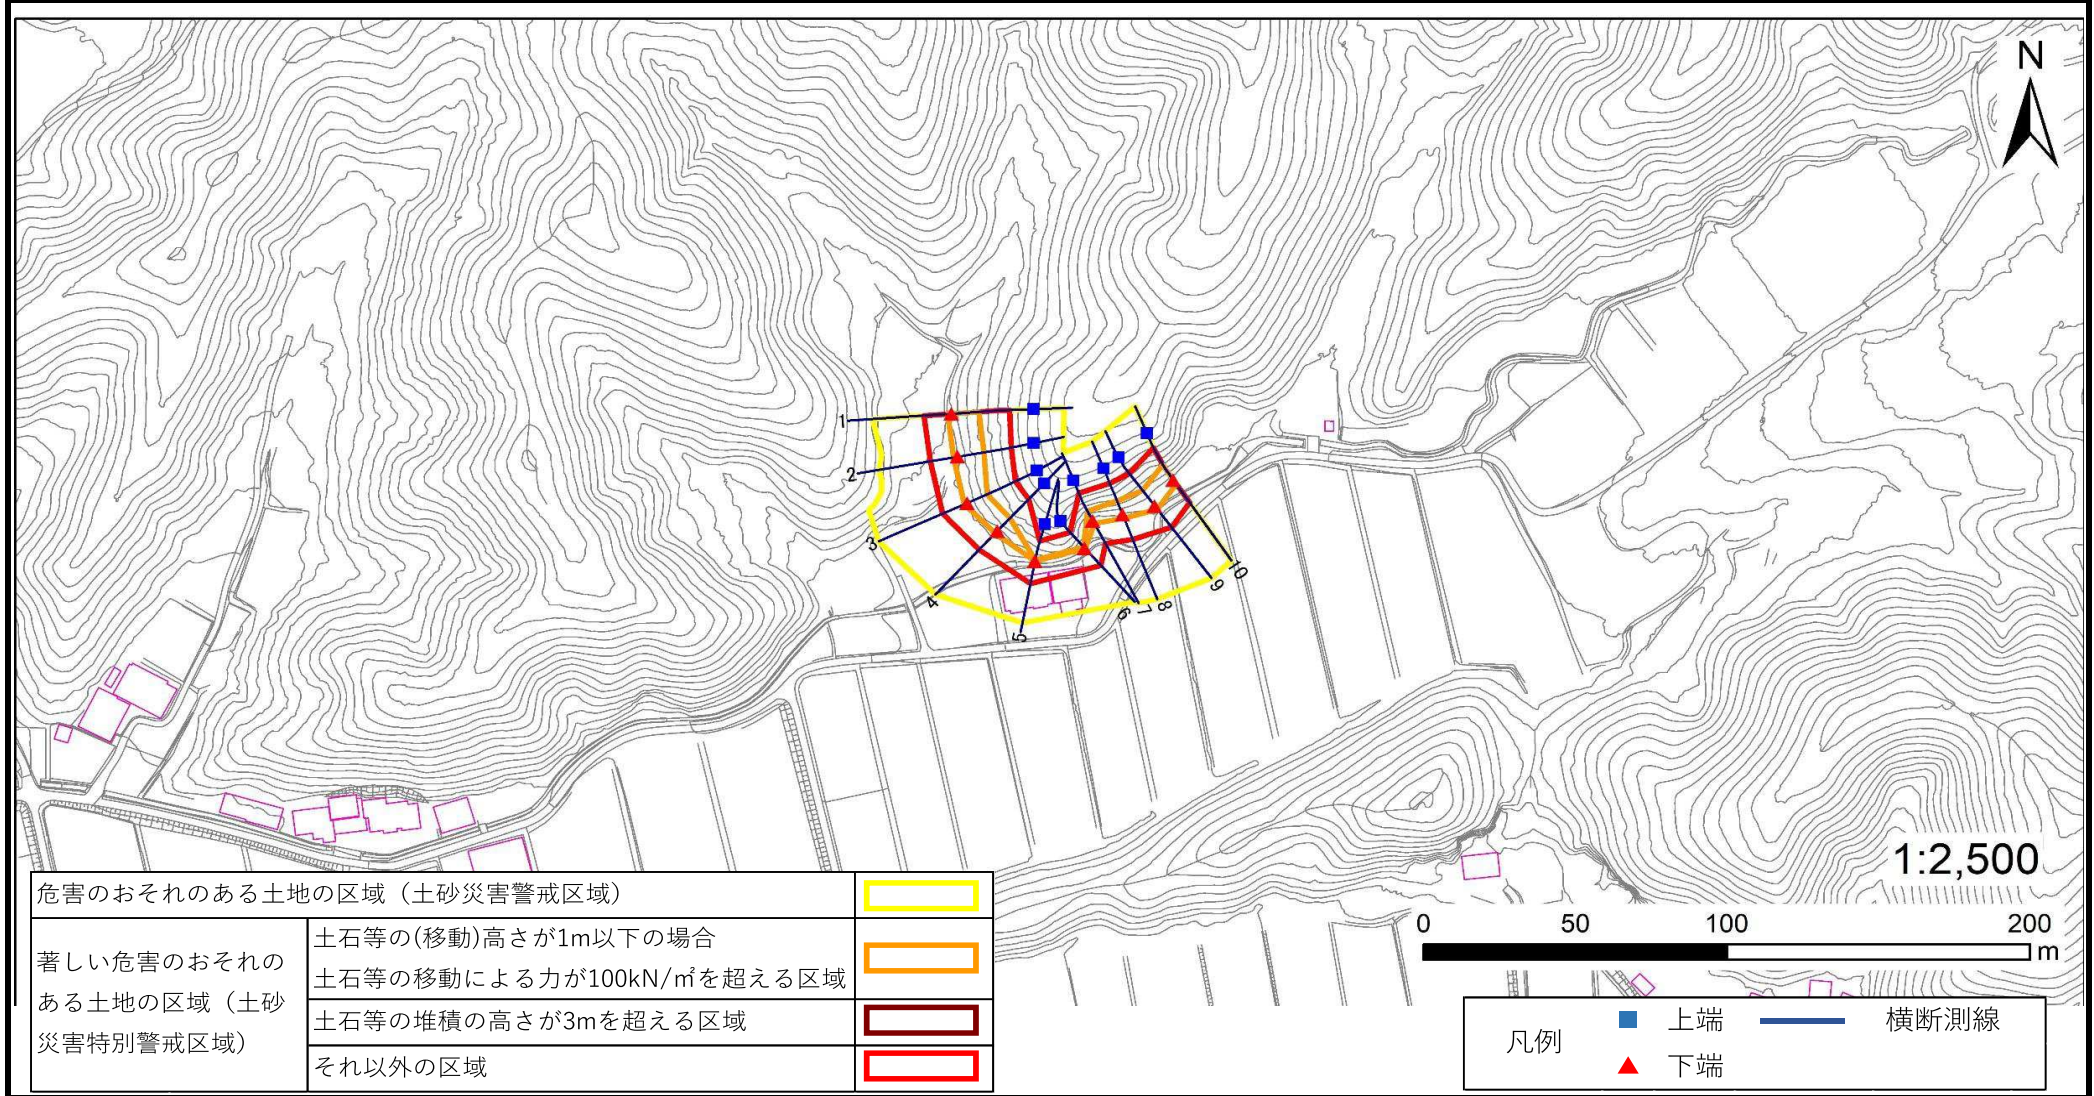 N
1
2
3
4
5
6
7
8
9
10
1:2,500
0 50 100 200
m
危害のおそれのある土地の区域（土砂災害警戒区域）
著しい危害のおそれの
ある土地の区域（土砂
災害特別警戒区域）
土石等の(移動)高さが1m以下の場合
土石等の移動による力が100kN/㎡を超える区域
土石等の堆積の高さが3mを超える区域
それ以外の区域
凡例
上端 横断測線
下端